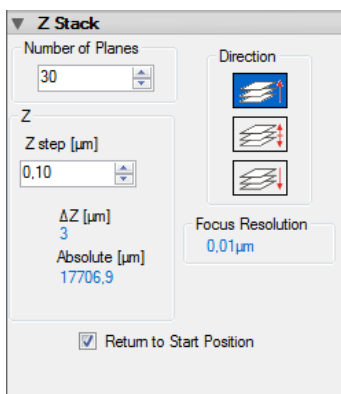 Z Stack
Number of Planes
30
Direction
Z
Z step [µm]
0,10
ΔZ [µm]
3
Absolute [µm]
17706,9
Focus Resolution
0,01µm
Return to Start Position